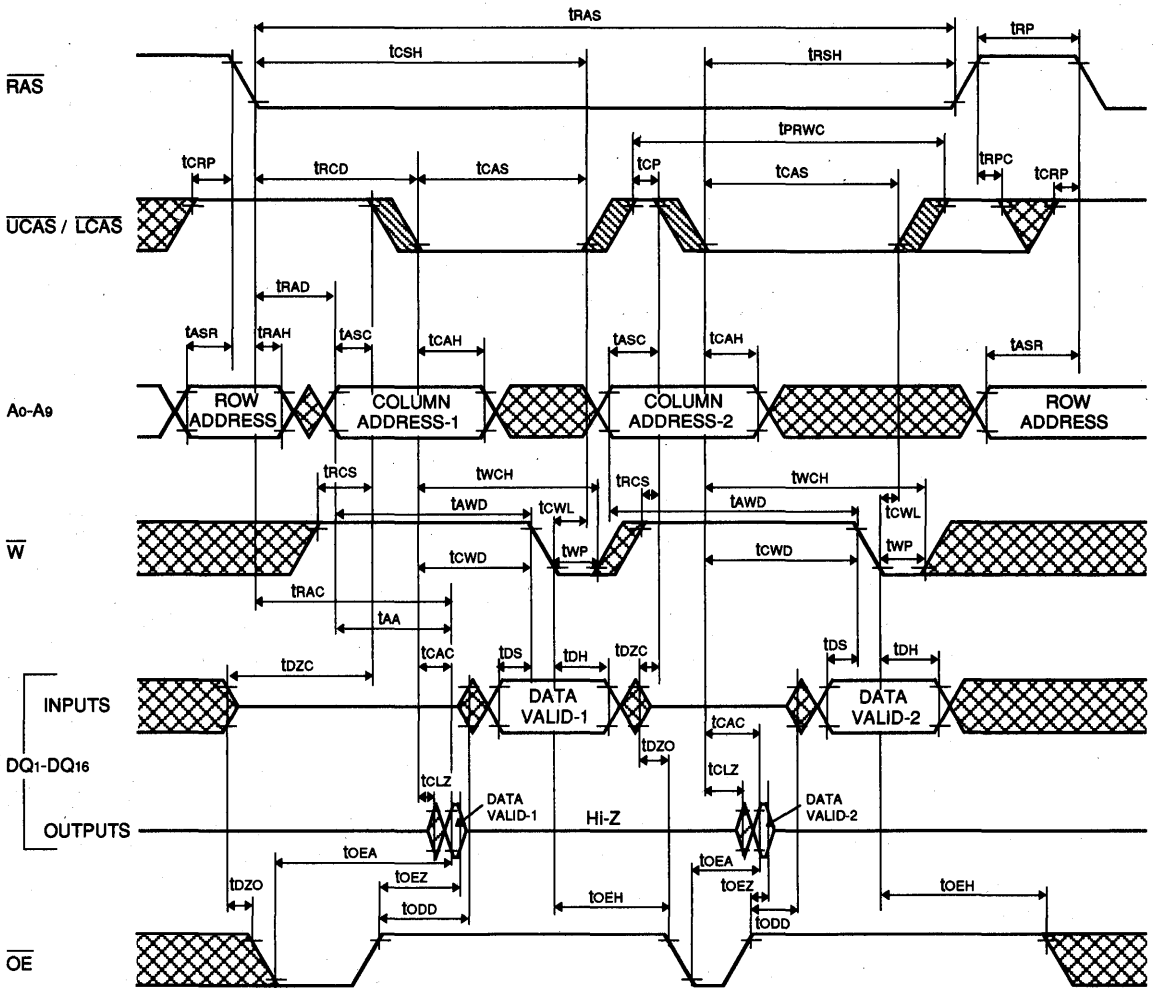 tRAS
tRP
tCSH
tRSH
RAS
tPRWC
tCRP
tRCD
tCAS
tCP
tCAS
tRPC
tCRP
UCAS / LCAS
tRAD
tASR
tRAH
tASC
tCAH
tASC
tCAH
tASR
A0-A9
ROW
ADDRESS
COLUMN
ADDRESS-1
COLUMN
ADDRESS-2
ROW
ADDRESS
tRCS
tWCH
tRCS
tWCH
tAWD
tCWL
tAWD
tCWL
W
tCWD
tWP
tCWD
tWP
tRAC
tAA
tDZC
tCAC
tDS
tDH
tDZC
tDS
tDH
INPUTS
DATA
VALID-1
DATA
VALID-2
tCAC
tDZO
DQ1-DQ16
tCLZ
tCLZ
DATA
VALID-1
Hi-Z
DATA
VALID-2
OUTPUTS
tOEA
tOEA
tDZO
tOEZ
tOEH
tOEZ
tOEH
tODD
tODD
OE